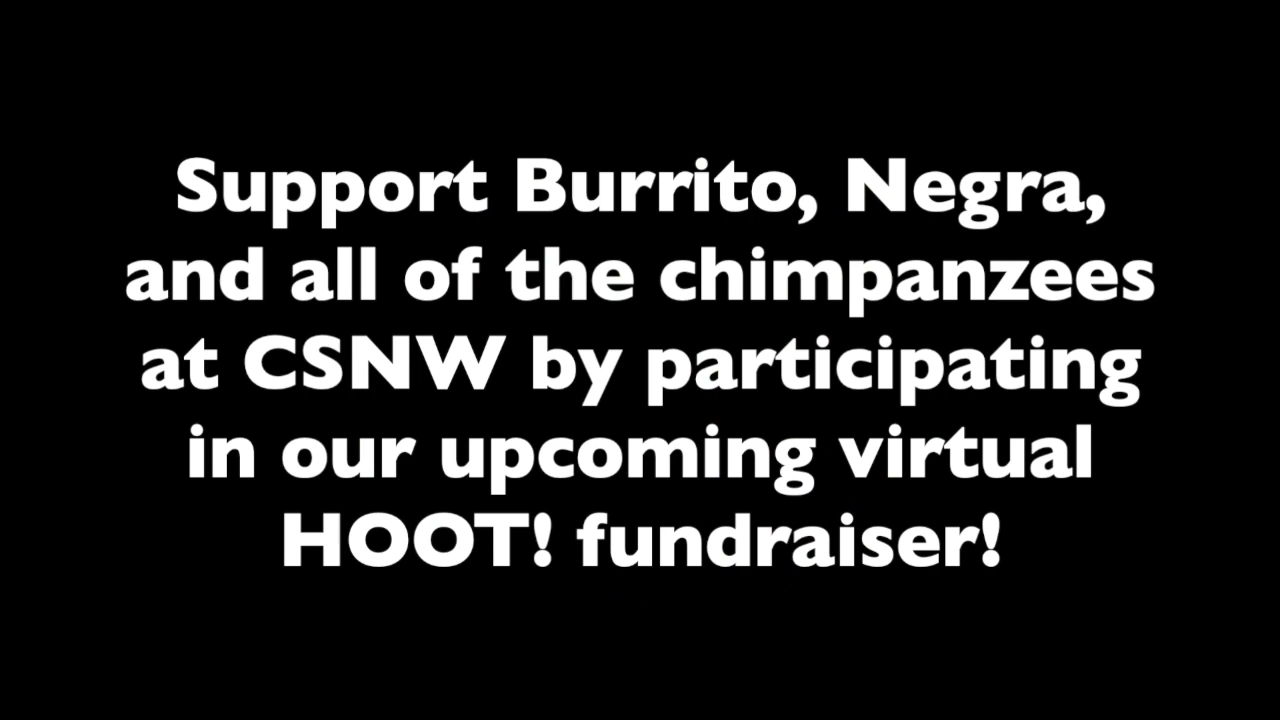 Support Burrito, Negra,
and all of the chimpanzees
at CSNW by participating
in our upcoming virtual
HOOT! fundraiser!